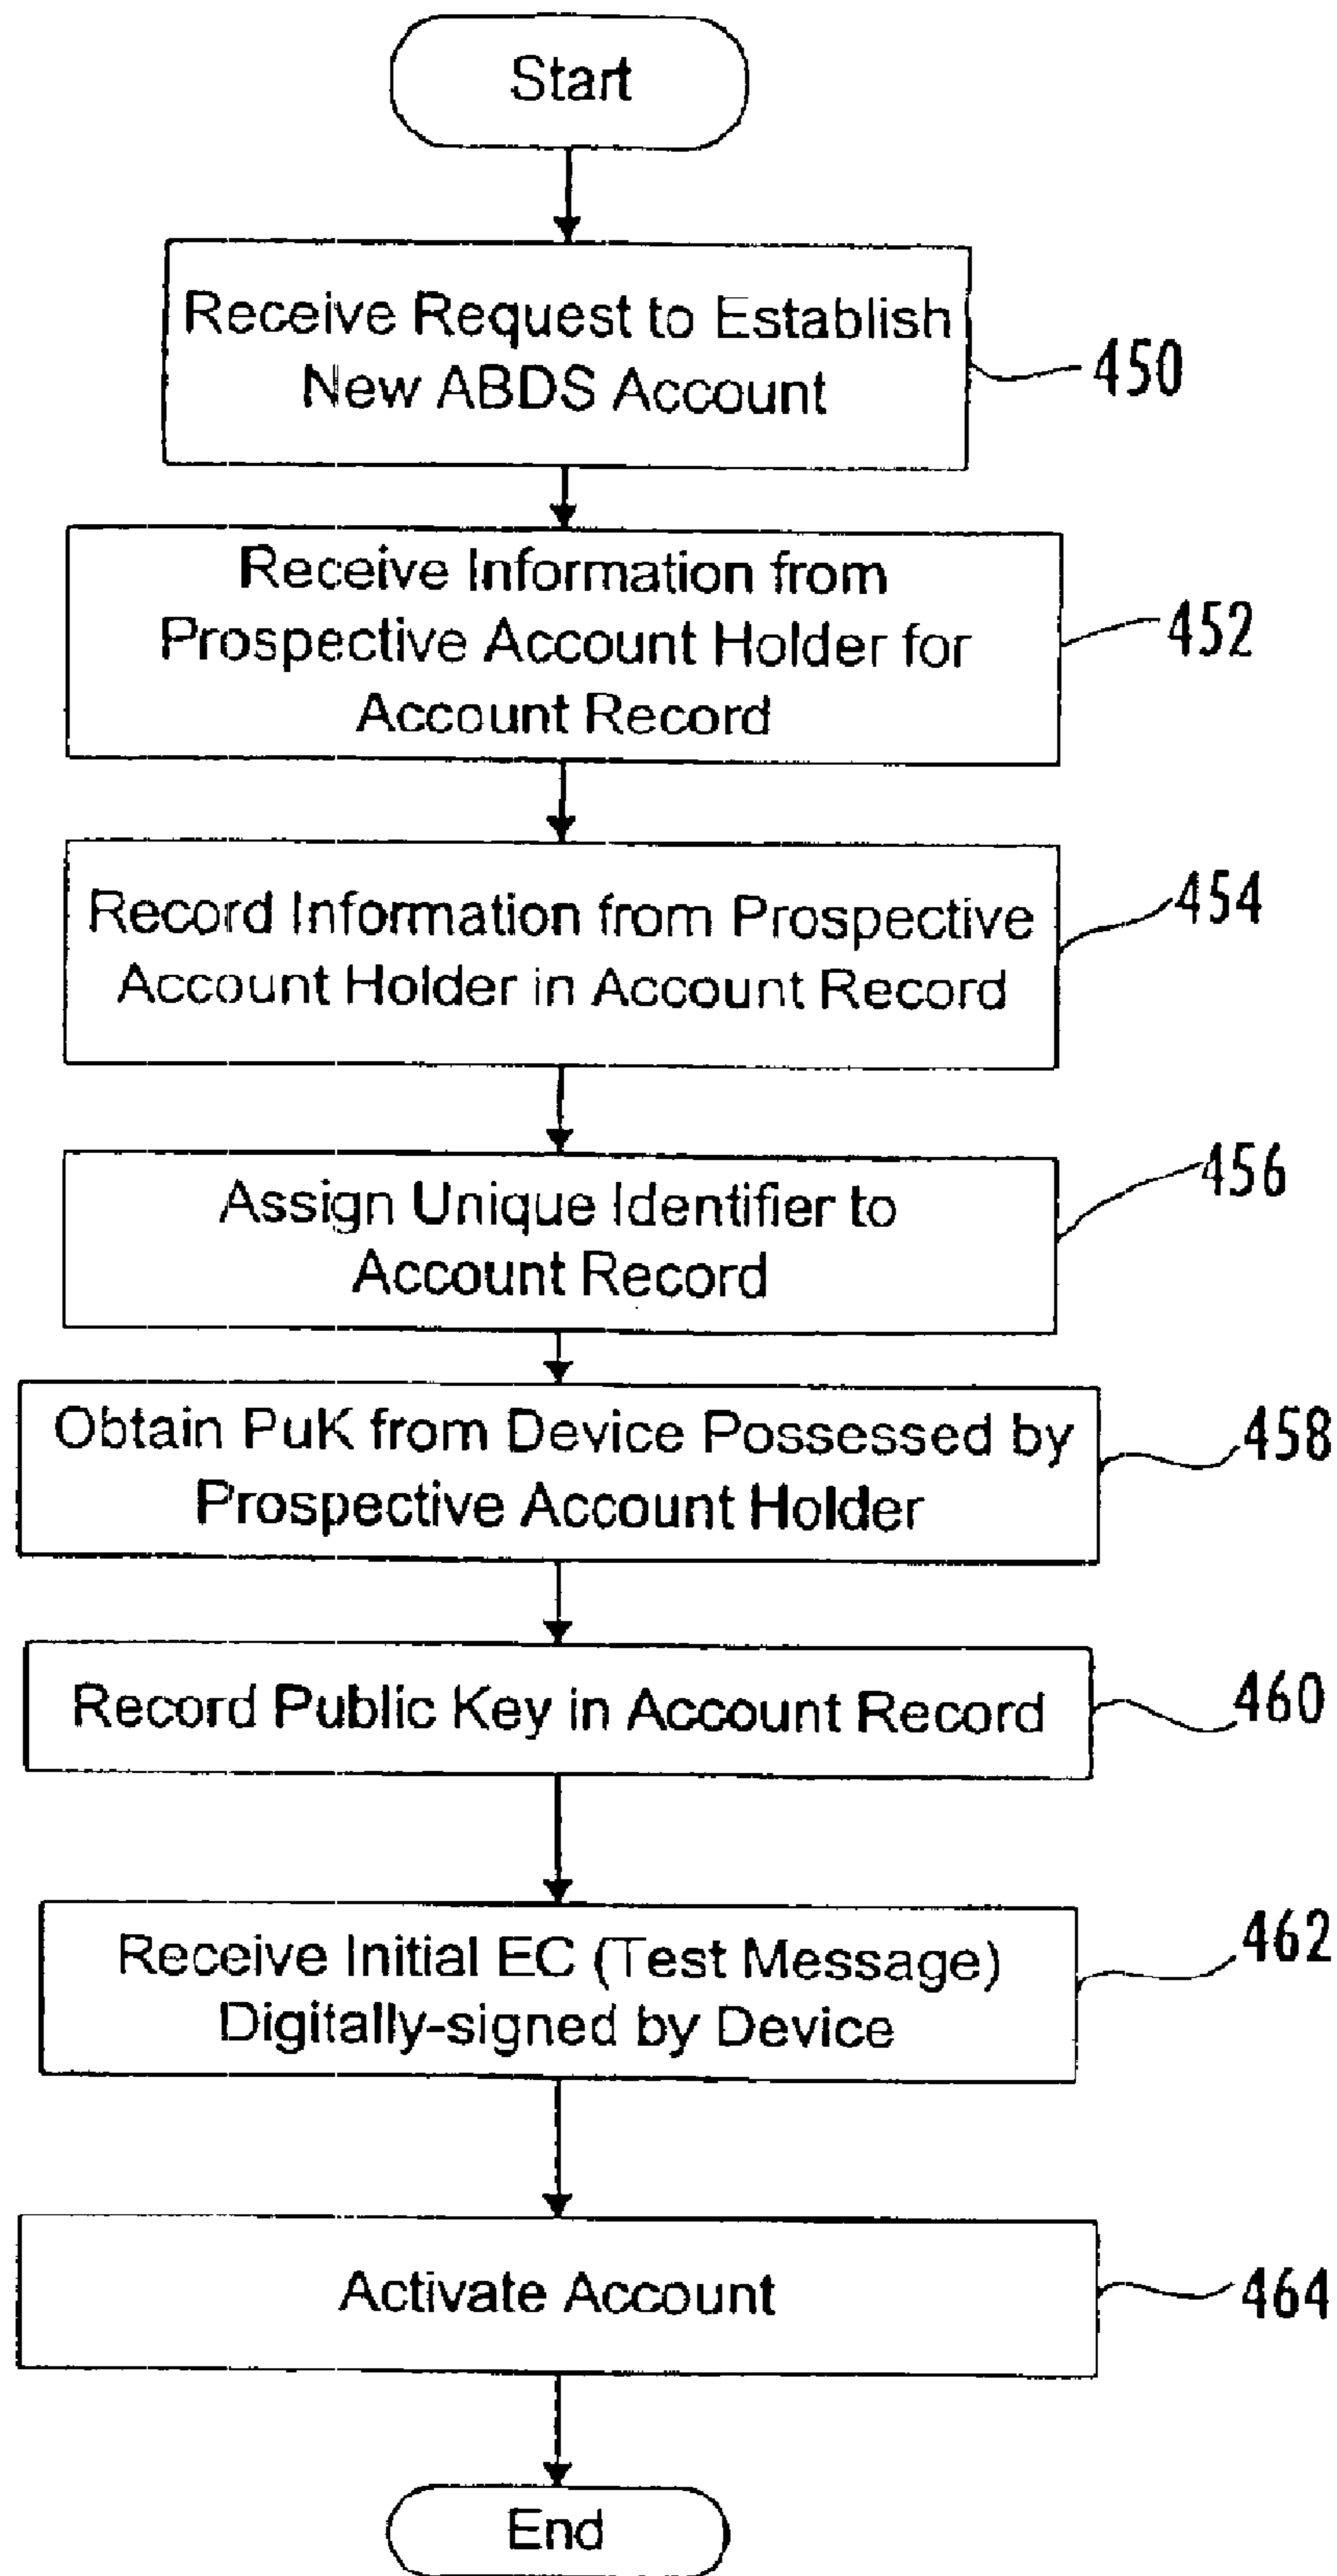 Start
Receive Request to Establish
New ABDS Account
450
Receive Information from
Prospective Account Holder for
Account Record
452
Record Information from Prospective
Account Holder in Account Record
454
Assign Unique Identifier to
Account Record
456
Obtain PuK from Device Possessed by
Prospective Account Holder
458
Record Public Key in Account Record
460
Receive Initial EC (Test Message)
Digitally-signed by Device
462
Activate Account
464
End